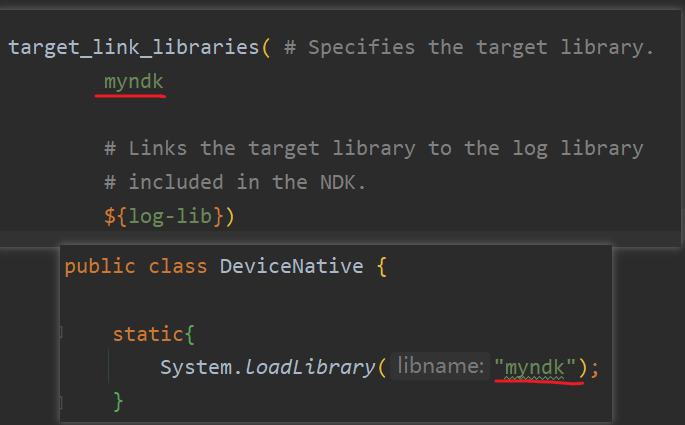 target_link_libraries( # Specifies the target library.
myndk
# Links the target library to the log library
# included in the NDK.
${log-lib})
public class DeviceNative {
static{
System.loadLibrary( libname: "myndk");
}